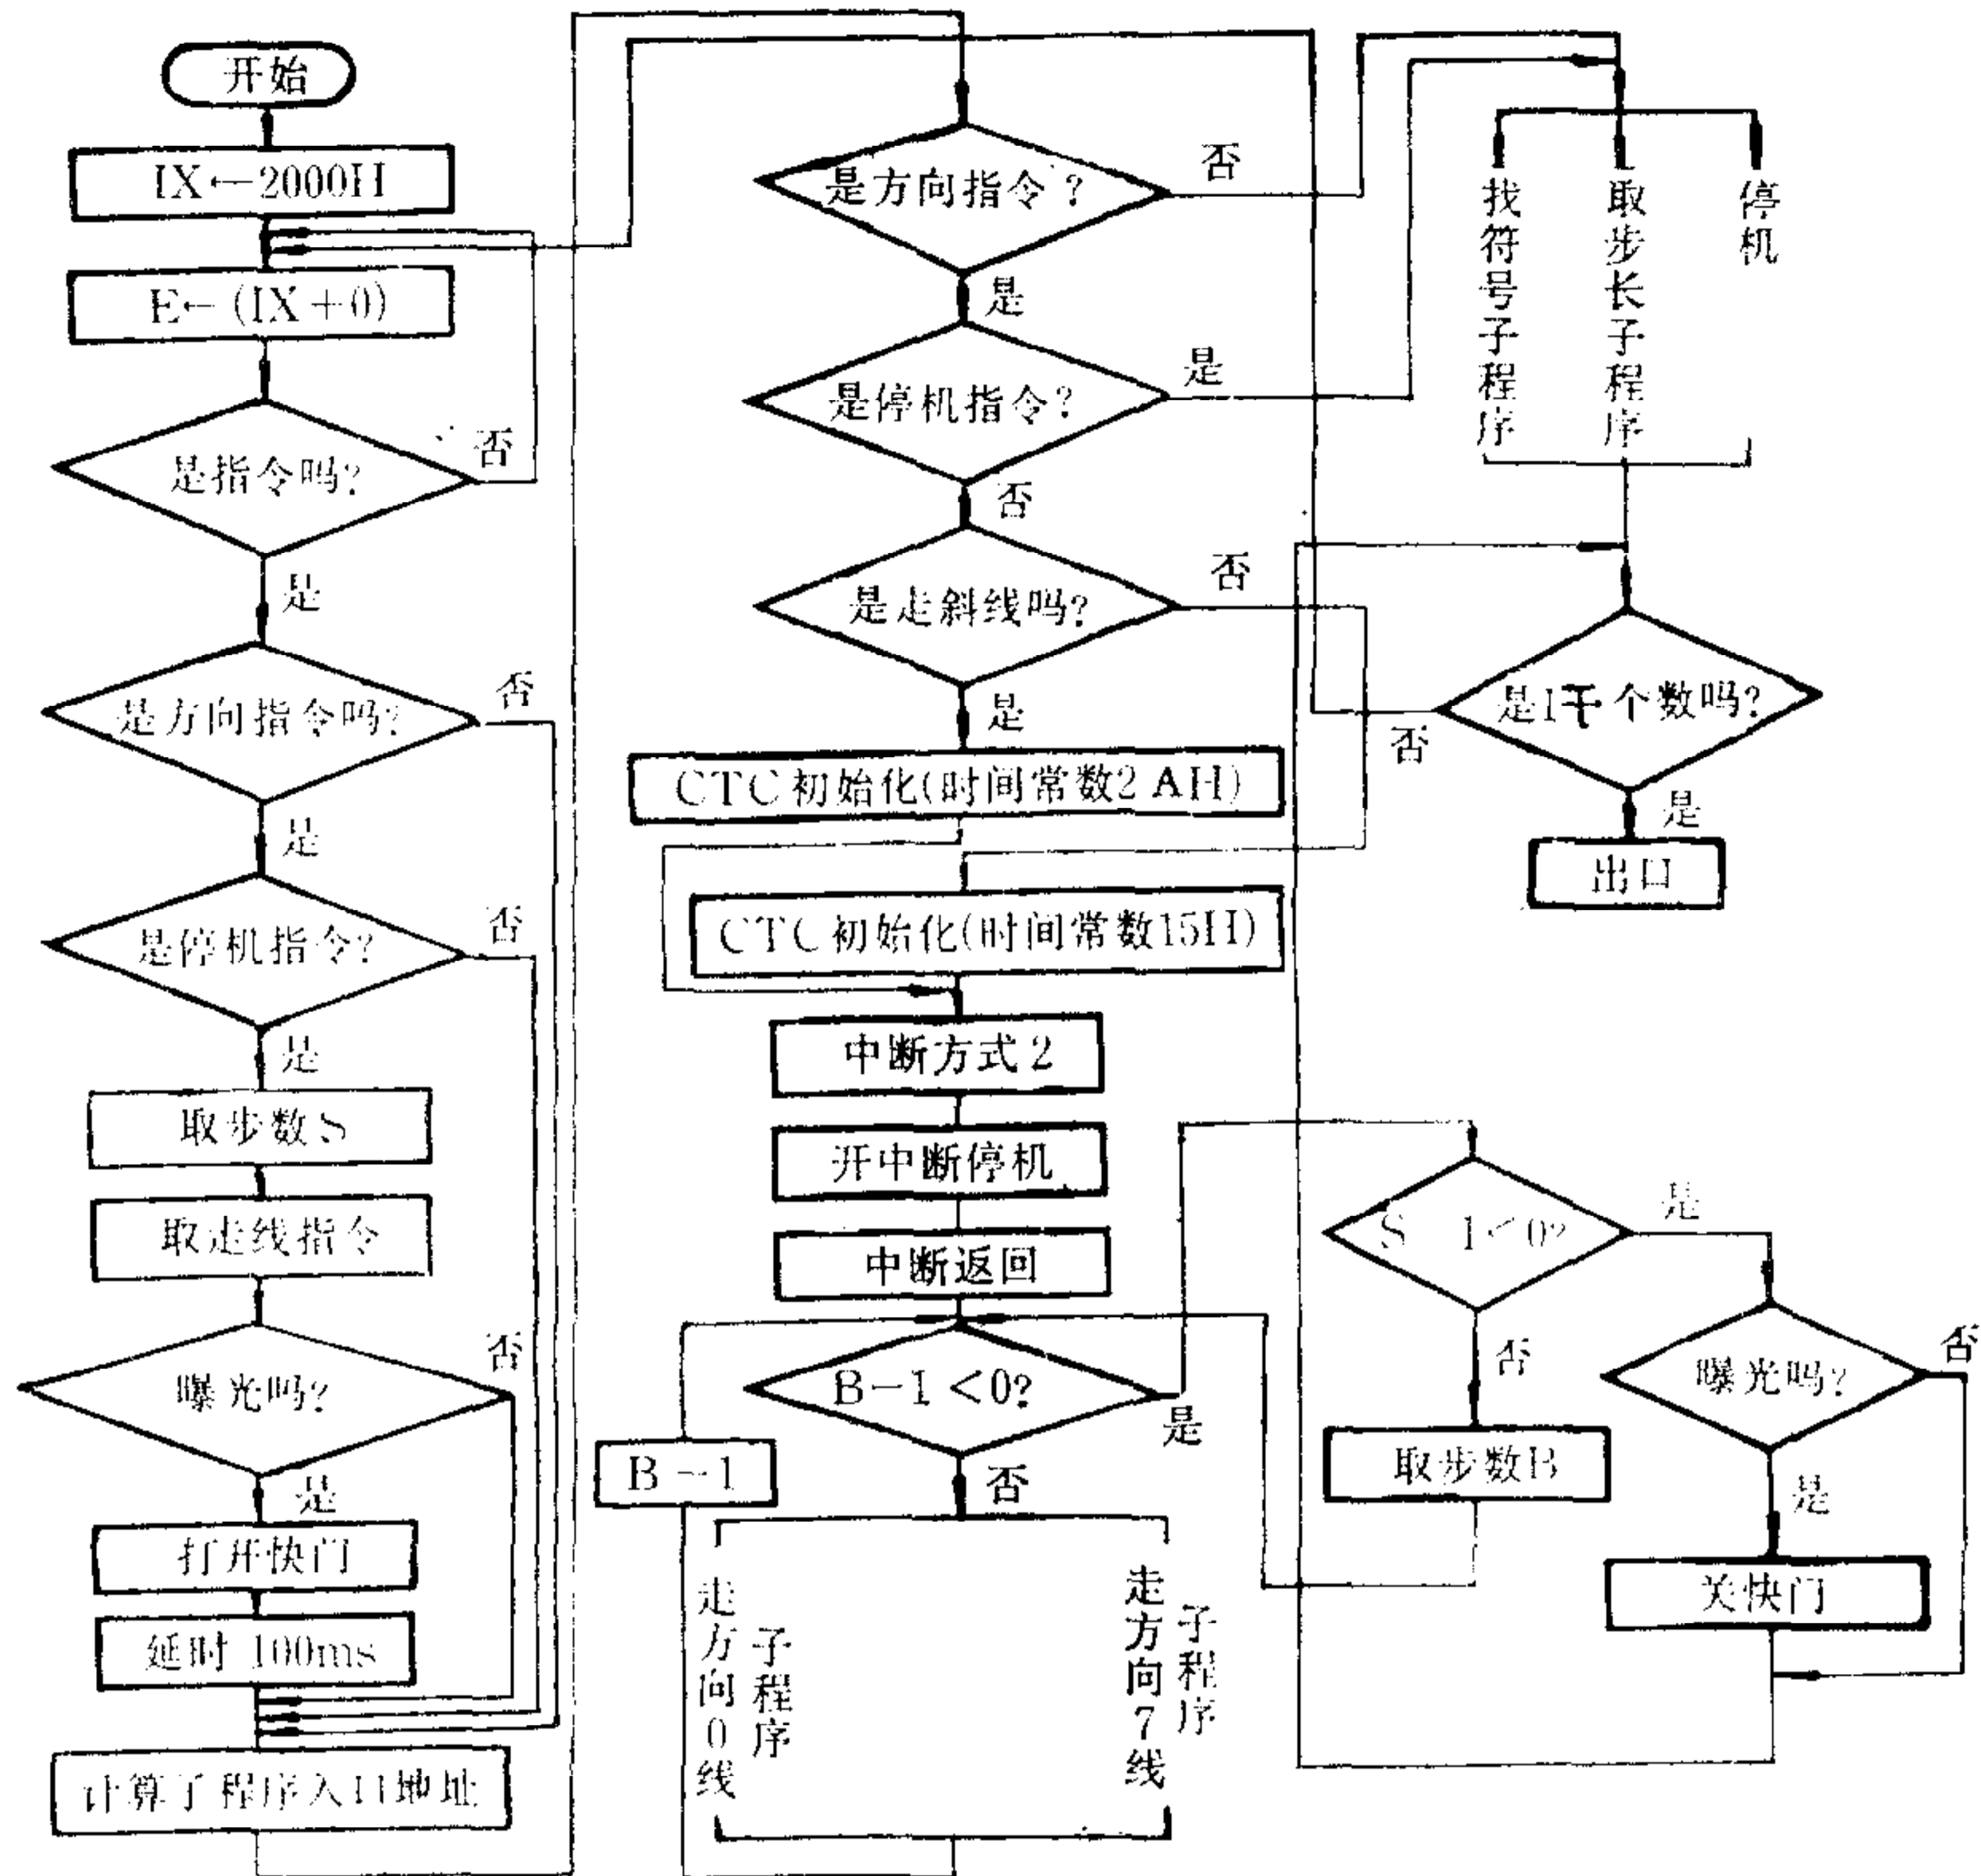 开始
IX←2000H
E←(IX+0)
是指令吗?
否
是
是方向指令吗?
否
是
是停机指令?
否
是
取步数S
取走线指令
曝光吗?
否
是
打开快门
延时 100ms
计算子程序入口地址
是方向指令?
否
是
是停机指令?
是
否
是走斜线吗?
否
是
CTC初始化(时间常数2AH)
CTC初始化(时间常数15H)
中断方式2
开中断停机
中断返回
B-1<0?
是
否
B-1
走方向0线
子程序
走方向7线
子程序
找符号子程序
取步长子程序
停机
是1千个数吗?
否
是
出口
S 1<0?
是
否
取步数B
曝光吗?
否
是
关快门